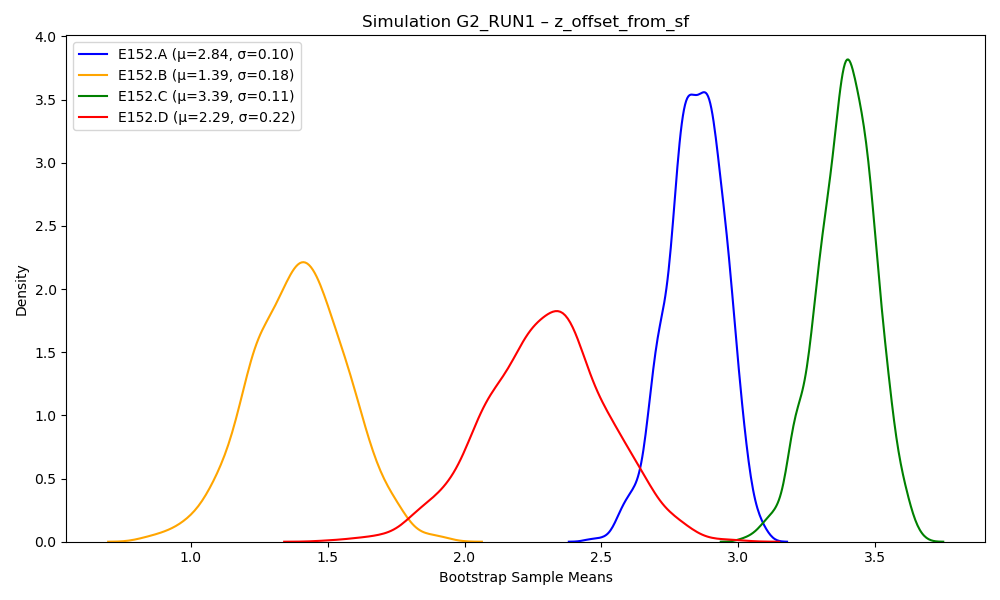 Simulation G2_RUN1 – z_offset_from_sf
E152.A (μ=2.84, σ=0.10)
E152.B (μ=1.39, σ=0.18)
E152.C (μ=3.39, σ=0.11)
E152.D (μ=2.29, σ=0.22)
Density
4.0
3.5
3.0
2.5
2.0
1.5
1.0
0.5
0.0
1.0 1.5 2.0 2.5 3.0 3.5
Bootstrap Sample Means